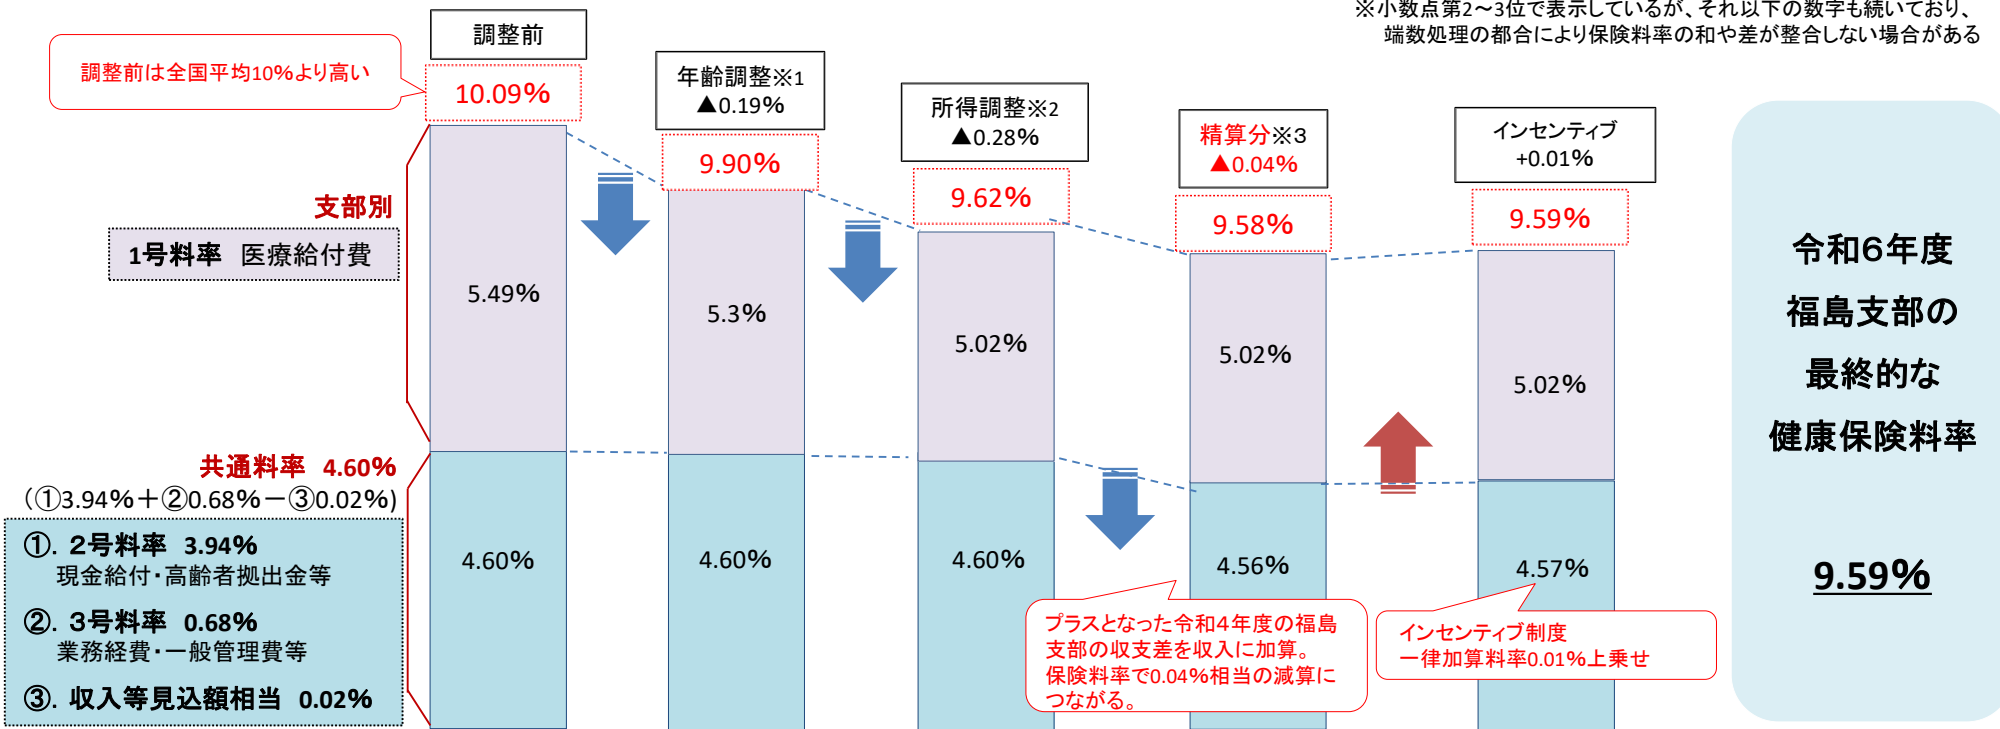 ※小数点第2～3位で表示しているが、それ以下の数字も続いており、
端数処理の都合により保険料率の和や差が整合しない場合がある
調整前は全国平均10%より高い
調整前
10.09%
年齢調整※1
▲0.19%
9.90%
所得調整※2
▲0.28%
9.62%
精算分※3
▲0.04%
9.58%
インセンティブ
+0.01%
9.59%
支部別
1号料率 医療給付費
5.49%
5.3%
5.02%
5.02%
5.02%
共通料率 4.60%
(①3.94%＋②0.68%－③0.02%)
①. 2号料率 3.94%
現金給付・高齢者拠出金等
②. 3号料率 0.68%
業務経費・一般管理費等
③. 収入等見込額相当 0.02%
4.60%
4.60%
4.60%
4.56%
4.57%
プラスとなった令和4年度の福島
支部の収支差を収入に加算。
保険料率で0.04%相当の減算に
つながる。
インセンティブ制度
一律加算料率0.01%上乗せ
令和6年度
福島支部の
最終的な
健康保険料率
9.59%